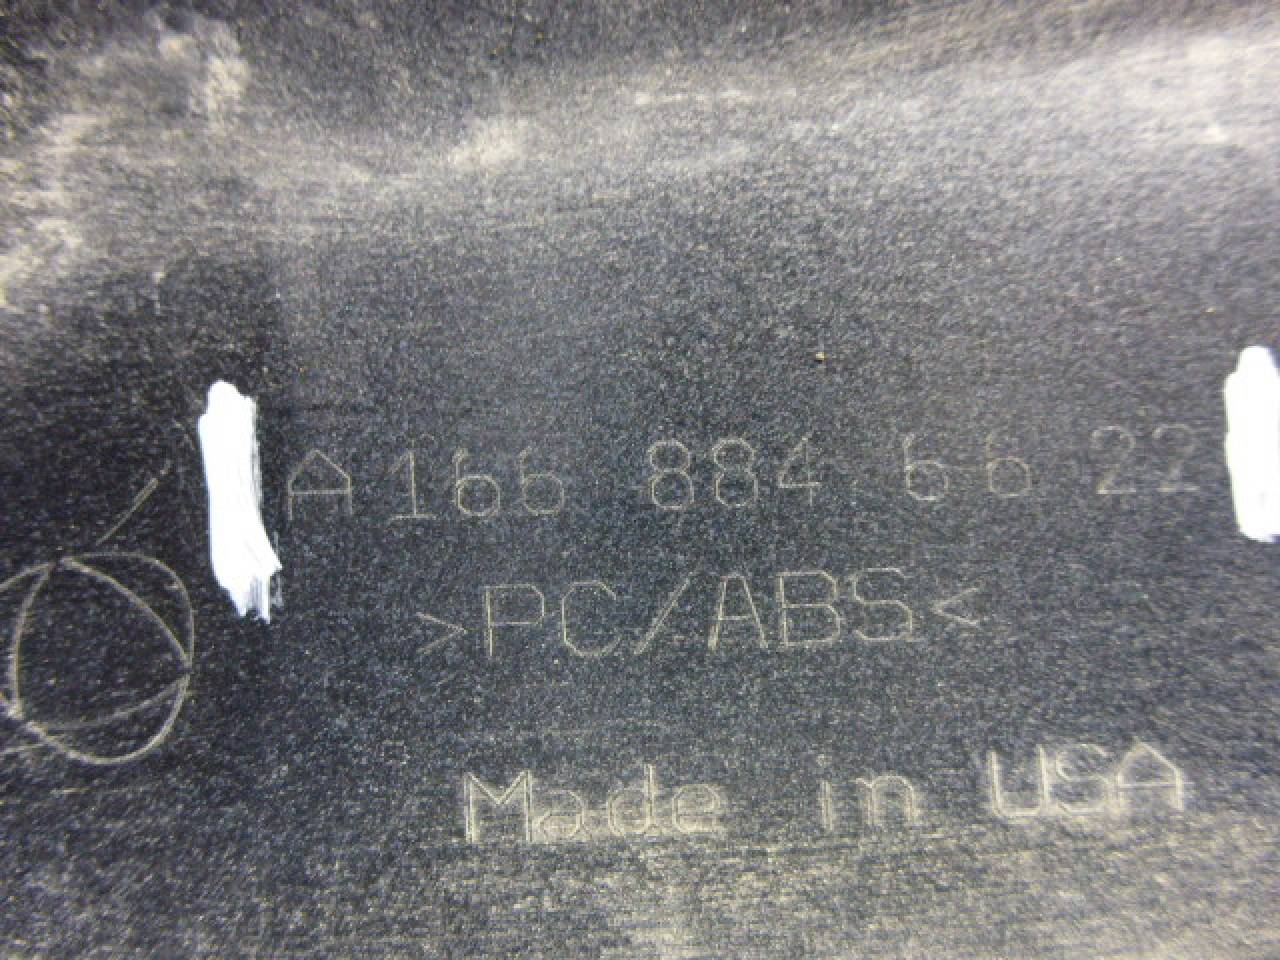 A 166 884 66 22
>PC/ABS<
Made in USA